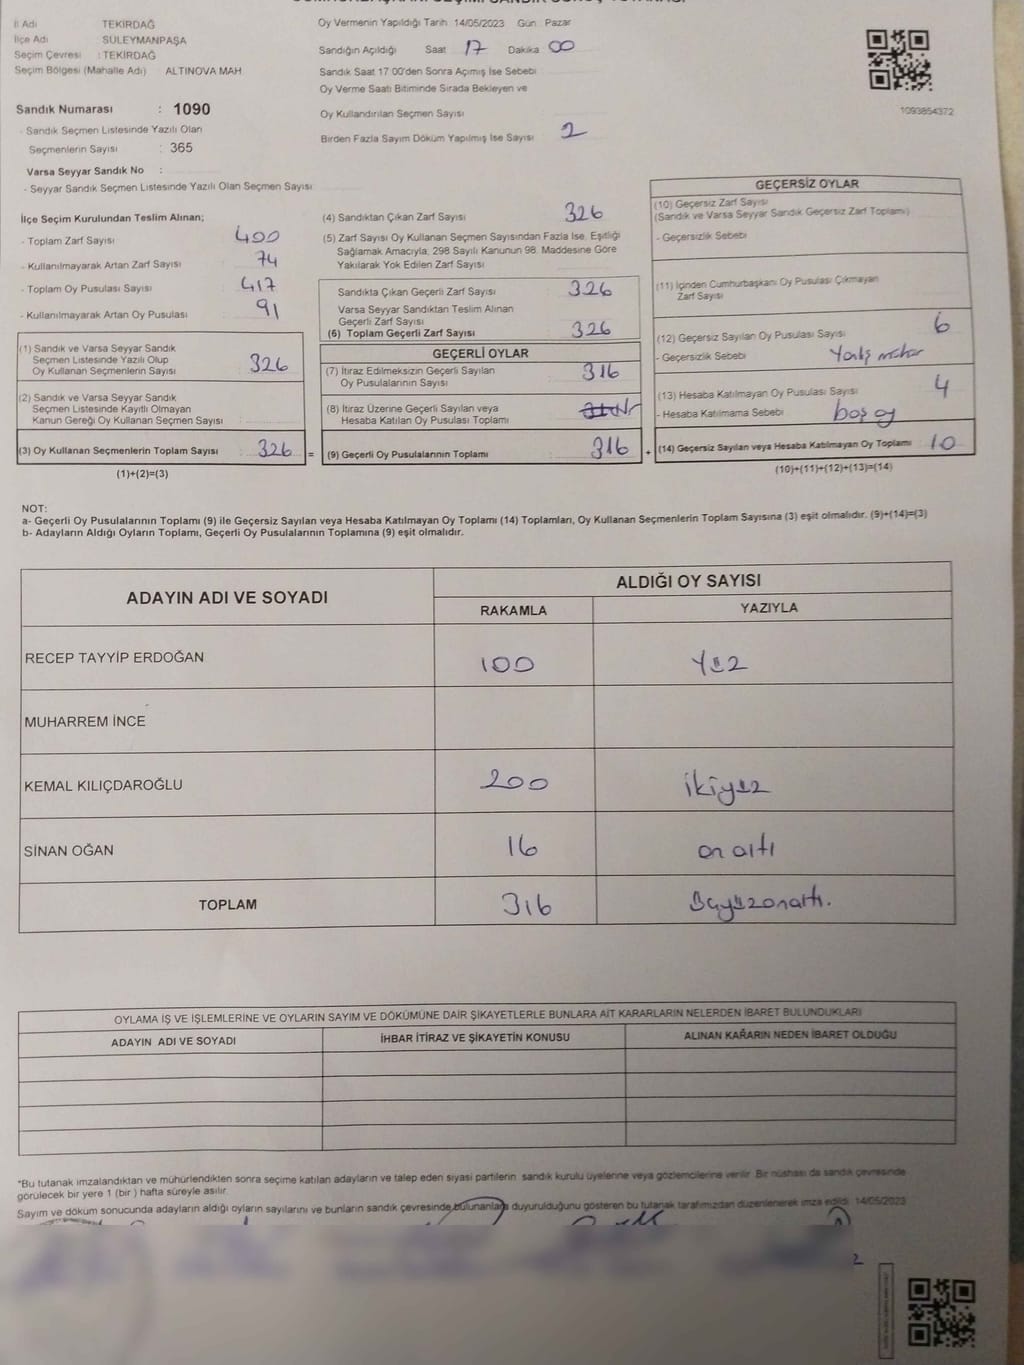 İl Adı TEKİRDAĞ
İlçe Adı SÜLEYMANPAŞA
Seçim Çevresi : TEKİRDAĞ
Seçim Bölgesi (Mahalle Adı) ALTINOVA MAH
Oy Vermenin Yapıldığı Tarih 14/05/2023 Gün Pazar
Sandığın Açıldığı Saat 17 Dakika 00
Sandık Saat 17:00'den Sonra Açımış İse Sebebi
Oy Verme Saati Bitiminde Sırada Bekleyen ve
Oy Kullandırılan Seçmen Sayısı
Birden Fazla Sayım Döküm Yapılmış İse Sayısı 2
1093854372
Sandık Numarası : 1090
- Sandık Seçmen Listesinde Yazılı Olan
Seçmenlerin Sayısı : 365
Varsa Seyyar Sandık No :
- Seyyar Sandık Seçmen Listesinde Yazılı Olan Seçmen Sayısı
İlçe Seçim Kurulundan Teslim Alınan;
- Toplam Zarf Sayısı 400
- Kullanılmayarak Artan Zarf Sayısı 74
- Toplam Oy Pusulası Sayısı 417
- Kullanılmayarak Artan Oy Pusulası 91
(1) Sandık ve Varsa Seyyar Sandık
Seçmen Listesinde Yazılı Olup
Oy Kullanan Seçmenlerin Sayısı 326
(2) Sandık ve Varsa Seyyar Sandık
Seçmen Listesinde Kayıtlı Olmayan
Kanun Gereği Oy Kullanan Seçmen Sayısı
(3) Oy Kullanan Seçmenlerin Toplam Sayısı 326 =
(1)+(2)=(3)
(4) Sandıktan Çıkan Zarf Sayısı 326
(5) Zarf Sayısı Oy Kullanan Seçmen Sayısından Fazla İse, Eşitliği
Sağlamak Amacıyla, 298 Sayılı Kanunun 98. Maddesine Göre
Yakılarak Yok Edilen Zarf Sayısı
Sandıkta Çıkan Geçerli Zarf Sayısı 326
Varsa Seyyar Sandıktan Teslim Alınan
Geçerli Zarf Sayısı
(6) Toplam Geçerli Zarf Sayısı 326
GEÇERLİ OYLAR
(7) İtiraz Edilmeksizin Geçerli Sayılan
Oy Pusulalarının Sayısı 316
(8) İtiraz Üzerine Geçerli Sayılan veya
Hesaba Katılan Oy Pusulası Toplamı
(9) Geçerli Oy Pusulalarının Toplamı 316 +
GEÇERSİZ OYLAR
(10) Geçersiz Zarf Sayısı
(Sandık ve Varsa Seyyar Sandık Geçersiz Zarf Toplamı)
- Geçersizlik Sebebi
(11) İçinden Cumhurbaşkanı Oy Pusulası Çıkmayan
Zarf Sayısı
(12) Geçersiz Sayılan Oy Pusulası Sayısı 6
- Geçersizlik Sebebi Yanlış mühür
(13) Hesaba Katılmayan Oy Pusulası Sayısı 4
- Hesaba Katılmama Sebebi boş oy
(14) Geçersiz Sayılan veya Hesaba Katılmayan Oy Toplamı 10
(10)+(11)+(12)+(13)=(14)
NOT:
a- Geçerli Oy Pusulalarının Toplamı (9) ile Geçersiz Sayılan veya Hesaba Katılmayan Oy Toplamı (14) Toplamları, Oy Kullanan Seçmenlerin Toplam Sayısına (3) eşit olmalıdır. (9)+(14)=(3)
b- Adayların Aldığı Oyların Toplamı, Geçerli Oy Pusulalarının Toplamına (9) eşit olmalıdır.
ADAYIN ADI VE SOYADI ALDIĞI OY SAYISI
RAKAMLA YAZIYLA
RECEP TAYYİP ERDOĞAN 100 Yüz
MUHARREM İNCE
KEMAL KILIÇDAROĞLU 200 ikiyüz
SİNAN OĞAN 16 on altı
TOPLAM 316 üçyüzonaltı.
OYLAMA İŞ VE İŞLEMLERİNE VE OYLARIN SAYIM VE DÖKÜMÜNE DAİR ŞİKAYETLERLE BUNLARA AİT KARARLARIN NELERDEN İBARET BULUNDUKLARI
ADAYIN ADI VE SOYADI İHBAR İTİRAZ VE ŞİKAYETİN KONUSU ALINAN KARARIN NEDEN İBARET OLDUĞU
*Bu tutanak imzalandıktan ve mühürlendikten sonra seçime katılan adayların ve talep eden siyasi partilerin sandık kurulu üyelerine veya gözlemcilerine verilir. Bir nüshası da sandık çevresinde
görülecek bir yere 1 (bir ) hafta süreyle asılır.
Sayım ve döküm sonucunda adayların aldığı oyların sayılarını ve bunların sandık çevresinde bulunanlara duyurulduğunu gösteren bu tutanak tarafımızdan düzenlenerek imza edildi. 14/05/2023
2